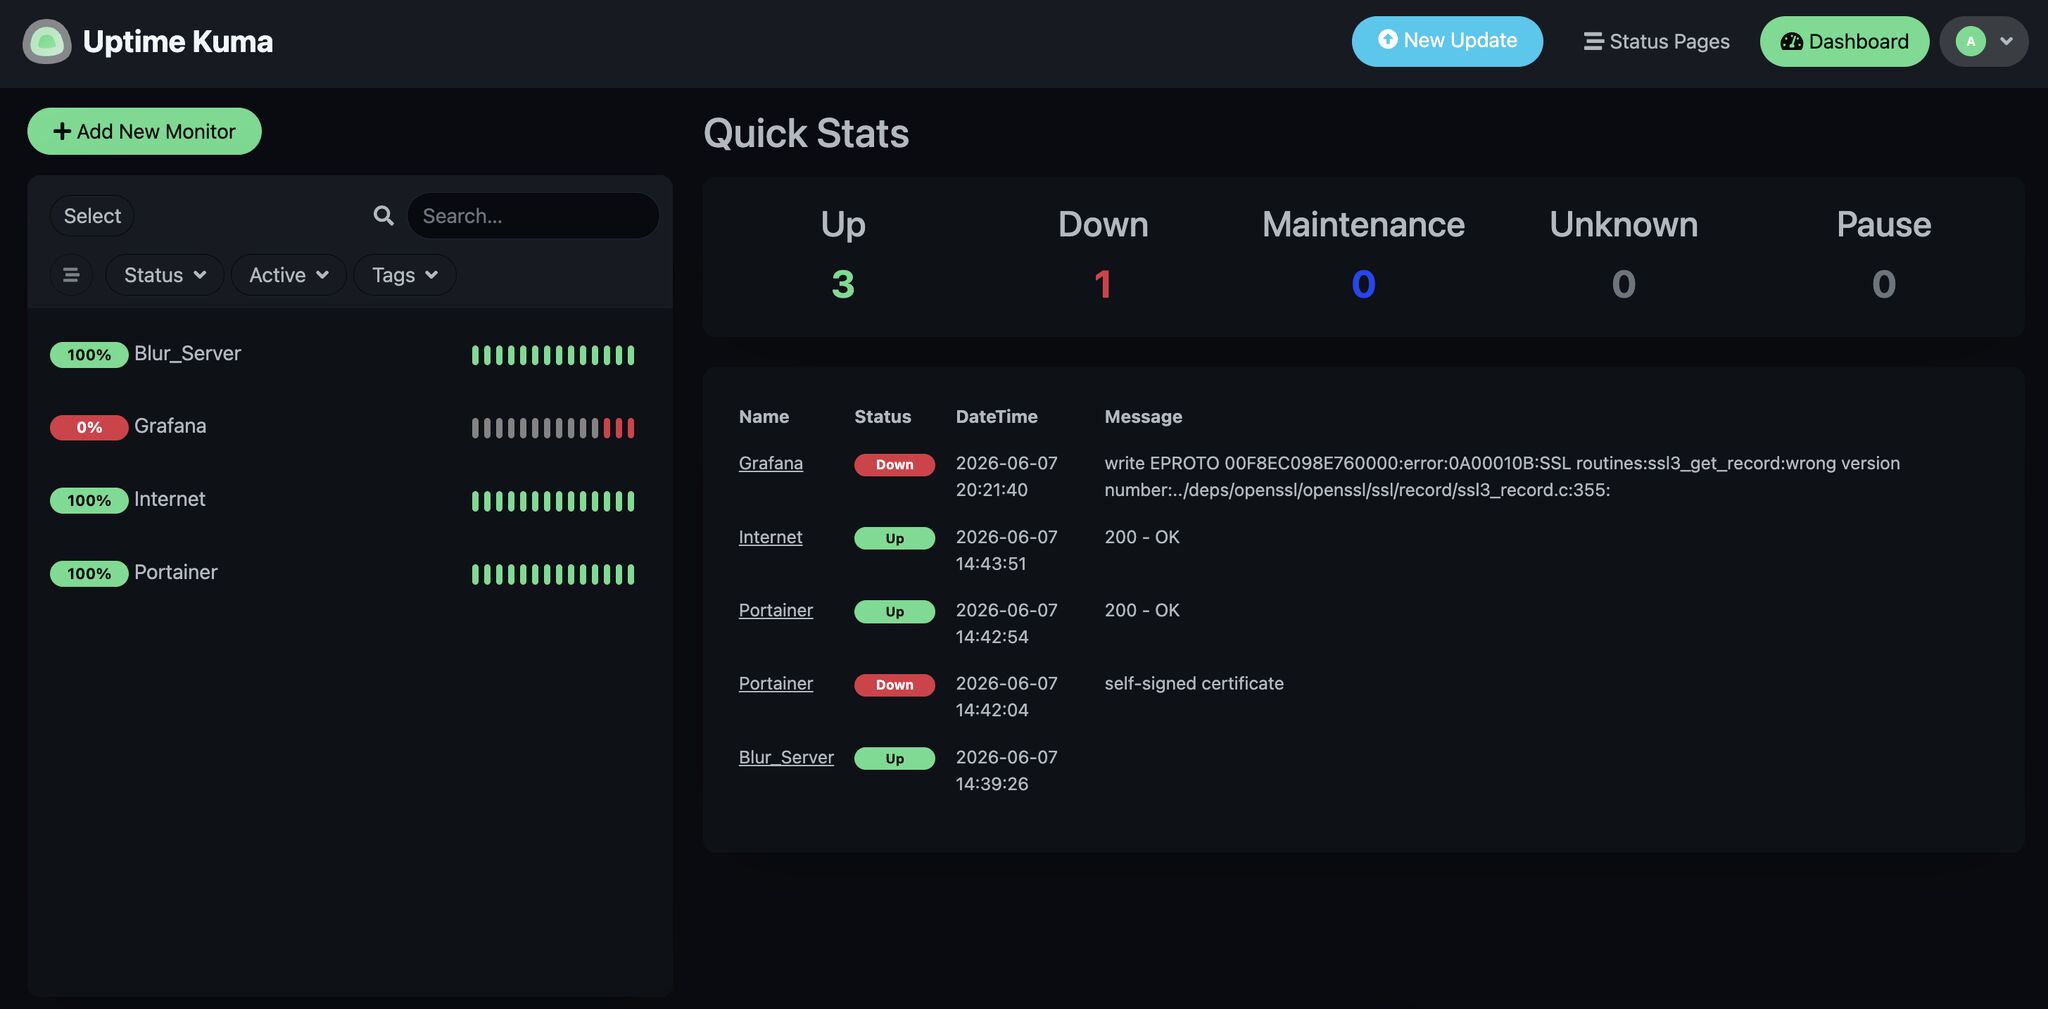 Uptime Kuma
New Update
Status Pages
Dashboard
A
Add New Monitor
Select
Search...
Status
Active
Tags
100% Blur_Server
0% Grafana
100% Internet
100% Portainer
Quick Stats
Up Down Maintenance Unknown Pause
3 1 0 0 0
Name Status DateTime Message
Grafana Down 2026-06-07 write EPROTO 00F8EC098E760000:error:0A00010B:SSL routines:ssl3_get_record:wrong version
20:21:40 number:../deps/openssl/openssl/ssl/record/ssl3_record.c:355:
Internet Up 2026-06-07 200 - OK
14:43:51
Portainer Up 2026-06-07 200 - OK
14:42:54
Portainer Down 2026-06-07 self-signed certificate
14:42:04
Blur_Server Up 2026-06-07
14:39:26